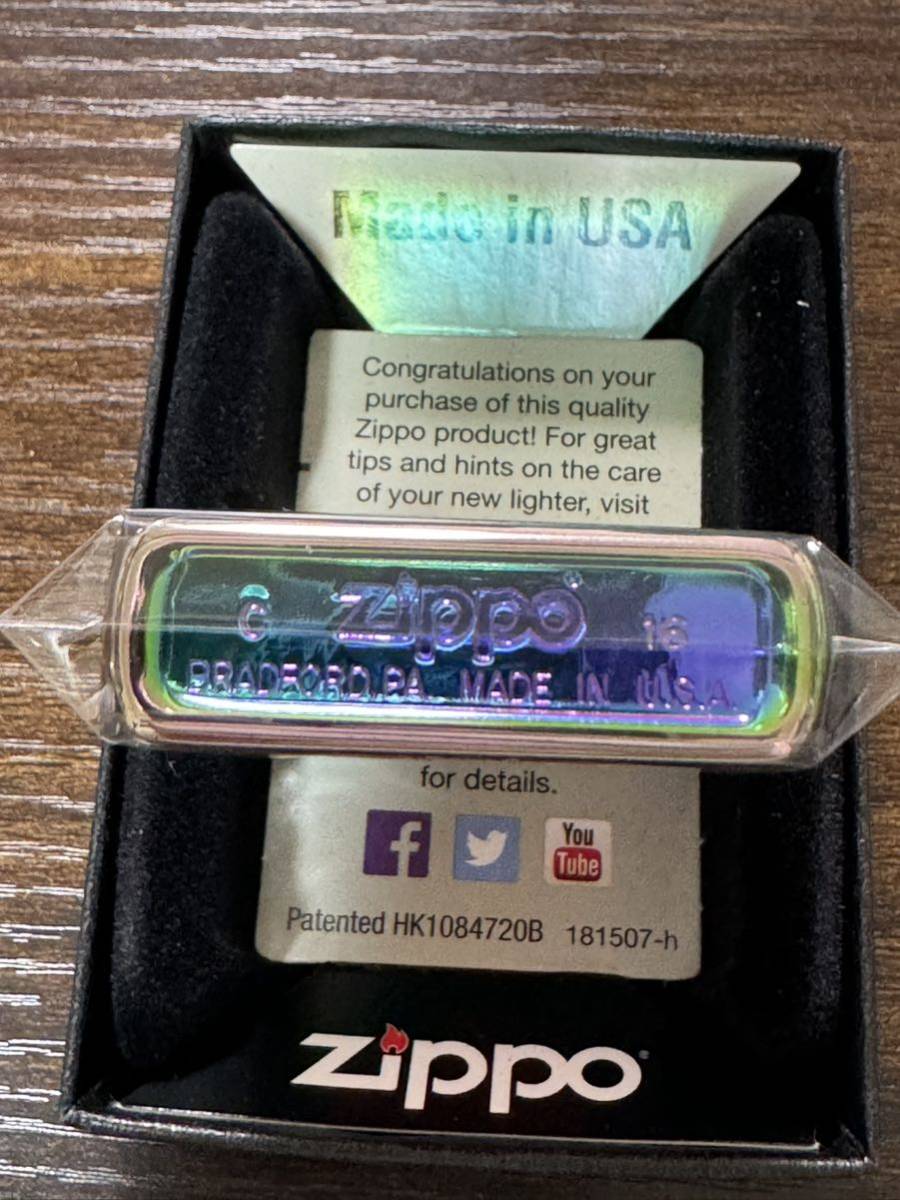 Made in USA
Congratulations on your
purchase of this quality
Zippo product! For great
tips and hints on the care
of your new lighter, visit
C zippo 16
BRADFORD, PA. MADE IN U.S.A.
for details.
f You
Tube
Patented HK1084720B 181507-h
zippo